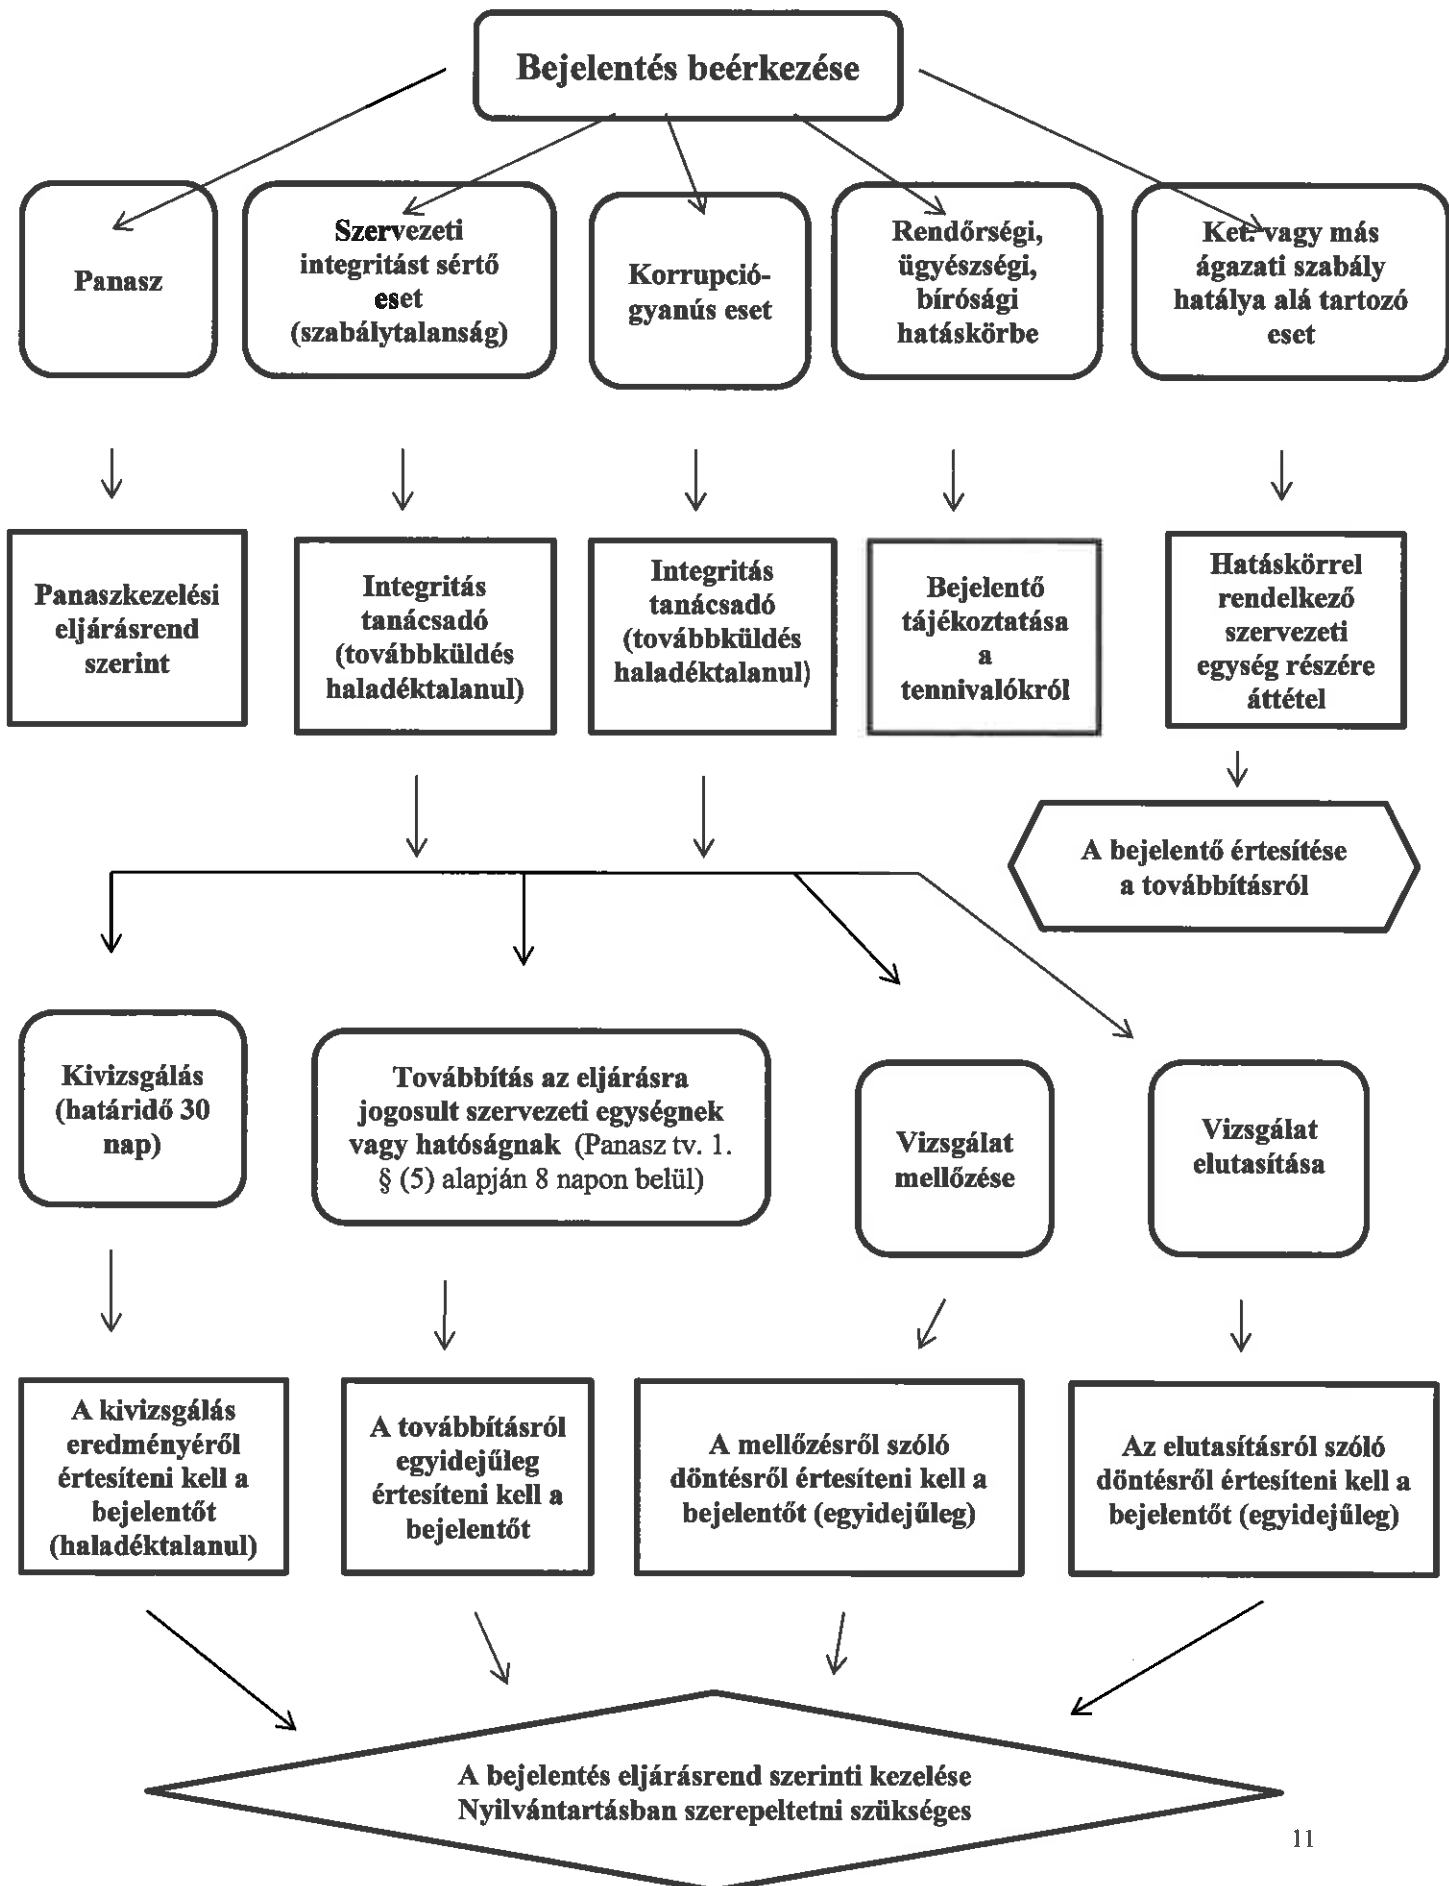 Bejelentés beérkezése
Panasz
Szervezeti
integritást sértő
eset
(szabálytalanság)
Korrupció-
gyanús eset
Rendőrségi,
ügyészségi,
bírósági
hatáskörbe
Ket. vagy más
ágazati szabály
hatálya alá tartozó
eset
Panaszkezelési
eljárásrend
szerint
Integritás
tanácsadó
(továbbküldés
haladéktalanul)
Integritás
tanácsadó
(továbbküldés
haladéktalanul)
Bejelentő
tájékoztatása
a
tennivalókról
Hatáskörrel
rendelkező
szervezeti
egység részére
áttétel
A bejelentő értesítése
a továbbításról
Kivizsgálás
(határidő 30
nap)
Továbbítás az eljárásra
jogosult szervezeti egységnek
vagy hatóságnak (Panasz tv. 1.
§ (5) alapján 8 napon belül)
Vizsgálat
mellőzése
Vizsgálat
elutasítása
A kivizsgálás
eredményéről
értesíteni kell a
bejelentőt
(haladéktalanul)
A továbbításról
egyidejűleg
értesíteni kell a
bejelentőt
A mellőzésről szóló
döntésről értesíteni kell a
bejelentőt (egyidejűleg)
Az elutasításról szóló
döntésről értesíteni kell a
bejelentőt (egyidejűleg)
A bejelentés eljárásrend szerinti kezelése
Nyilvántartásban szerepeltetni szükséges
11